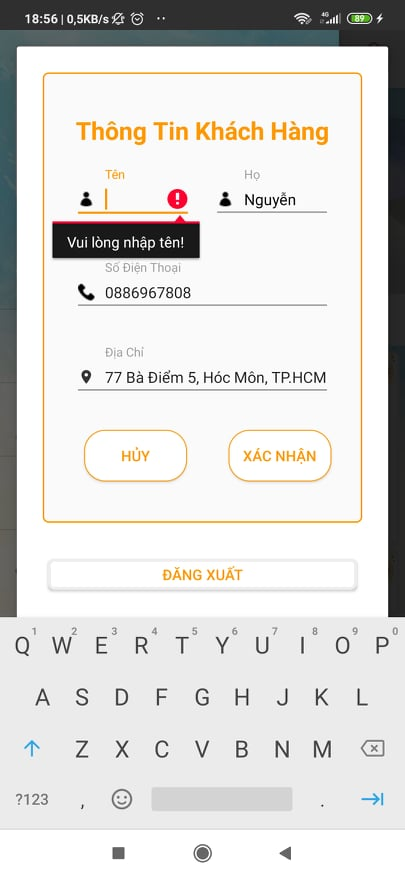 18:56 | 0,5KB/s
4G
89
Thông Tin Khách Hàng
Tên
Họ
Nguyễn
Vui lòng nhập tên!
Số Điện Thoại
0886967808
Địa Chỉ
77 Bà Điểm 5, Hóc Môn, TP.HCM
HỦY
XÁC NHẬN
ĐĂNG XUẤT
1 2 3 4 5 6 7 8 9 0
Q W E R T Y U I O P
A S D F G H J K L
Z X C V B N M
?123 , .